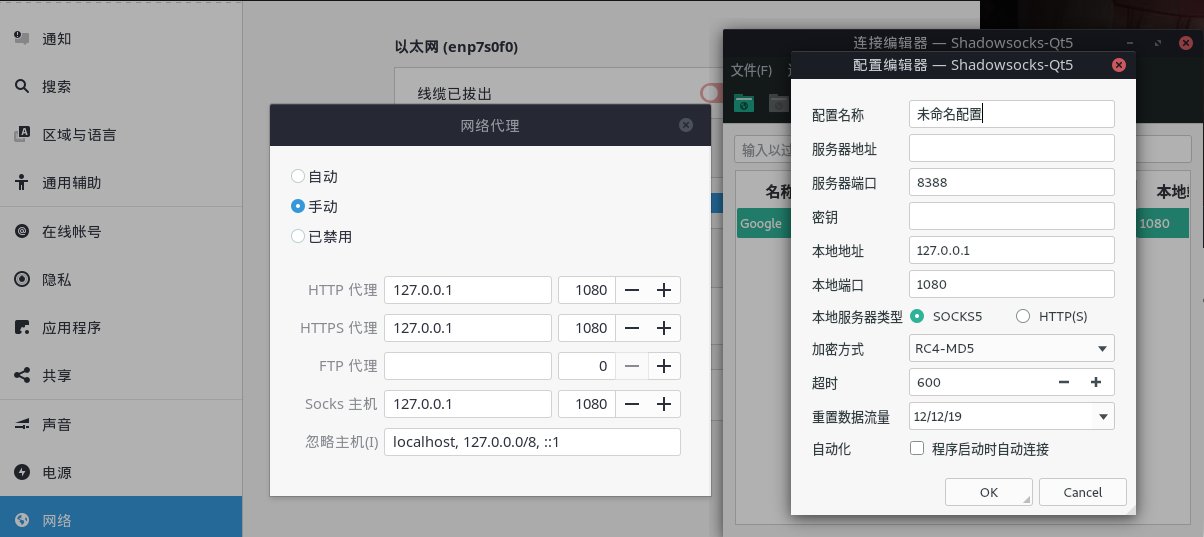 通知
搜索
区域与语言
通用辅助
在线帐号
隐私
应用程序
共享
声音
电源
网络
以太网 (enp7s0f0)
线缆已拔出
网络代理
自动
手动
已禁用
HTTP 代理 127.0.0.1 1080
HTTPS 代理 127.0.0.1 1080
FTP 代理 0
Socks 主机 127.0.0.1 1080
忽略主机(I) localhost, 127.0.0.0/8, ::1
连接编辑器 — Shadowsocks-Qt5
文件(F)
输入以过
名称 本地
Google 1080
配置编辑器 — Shadowsocks-Qt5
配置名称 未命名配置
服务器地址
服务器端口 8388
密钥
本地地址 127.0.0.1
本地端口 1080
本地服务器类型 SOCKS5 HTTP(S)
加密方式 RC4-MD5
超时 600
重置数据流量 12/12/19
自动化 程序启动时自动连接
OK Cancel